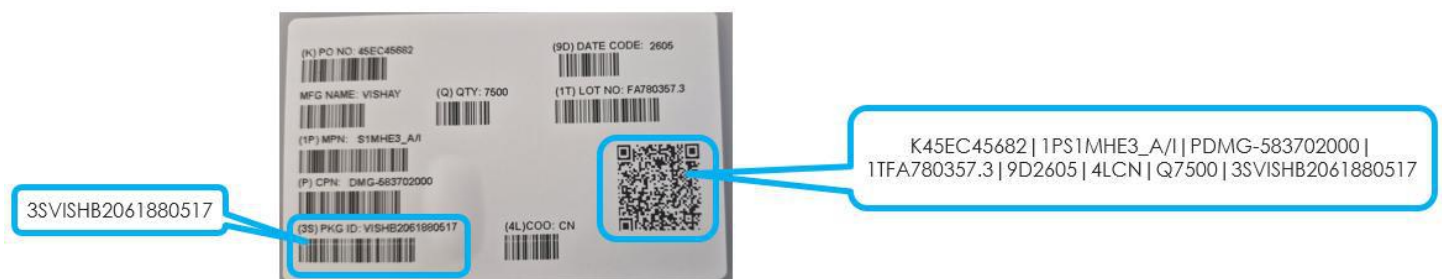 (K) PO NO: 45EC45682
(9D) DATE CODE: 2605
MFG NAME: VISHAY
(Q) QTY: 7500
(1T) LOT NO: FA780357.3
(1P) MPN: S1MHE3_A/I
(P) CPN: DMG-583702000
(3S) PKG ID: VISHB2061880517
(4L)COO: CN
3SVISHB2061880517
K45EC45682|1PS1MHE3_A/I|PDMG-583702000|
1TFA780357.3|9D2605|4LCN|Q7500|3SVISHB2061880517